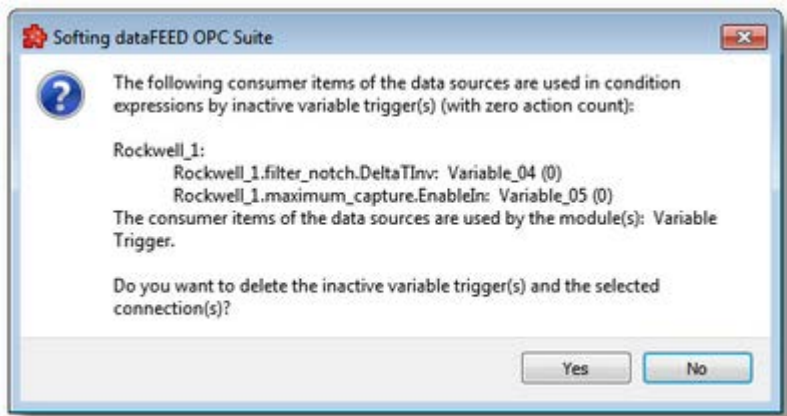 Softing dataFEED OPC Suite
The following consumer items of the data sources are used in condition
expressions by inactive variable trigger(s) (with zero action count):
Rockwell_1:
Rockwell_1.filter_notch.DeltaTInv:  Variable_04 (0)
Rockwell_1.maximum_capture.EnableIn:  Variable_05 (0)
The consumer items of the data sources are used by the module(s):  Variable
Trigger.
Do you want to delete the inactive variable trigger(s) and the selected
connection(s)?
Yes No